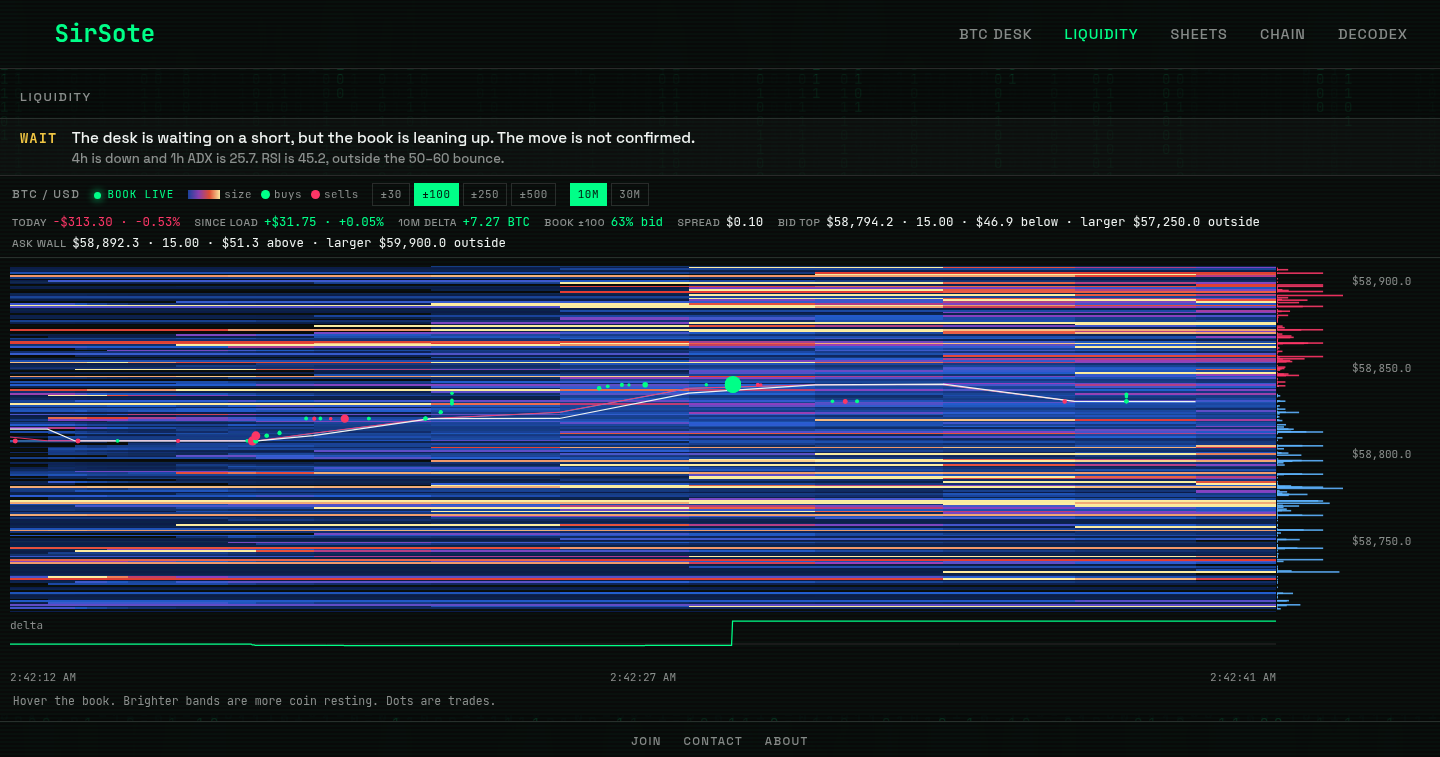 SirSote
BTC DESK LIQUIDITY SHEETS CHAIN DECODEX
LIQUIDITY
WAIT The desk is waiting on a short, but the book is leaning up. The move is not confirmed.
4h is down and 1h ADX is 25.7. RSI is 45.2, outside the 50–60 bounce.
BTC / USD BOOK LIVE size buys sells ±30 ±100 ±250 ±500 10M 30M
TODAY -$313.30 · -0.53% SINCE LOAD +$31.75 · +0.05% 10M DELTA +7.27 BTC BOOK ±100 63% bid SPREAD $0.10 BID TOP $58,794.2 · 15.00 · $46.9 below · larger $57,250.0 outside
ASK WALL $58,892.3 · 15.00 · $51.3 above · larger $59,900.0 outside
$58,900.0
$58,850.0
$58,800.0
$58,750.0
delta
2:42:12 AM 2:42:27 AM 2:42:41 AM
Hover the book. Brighter bands are more coin resting. Dots are trades.
JOIN CONTACT ABOUT